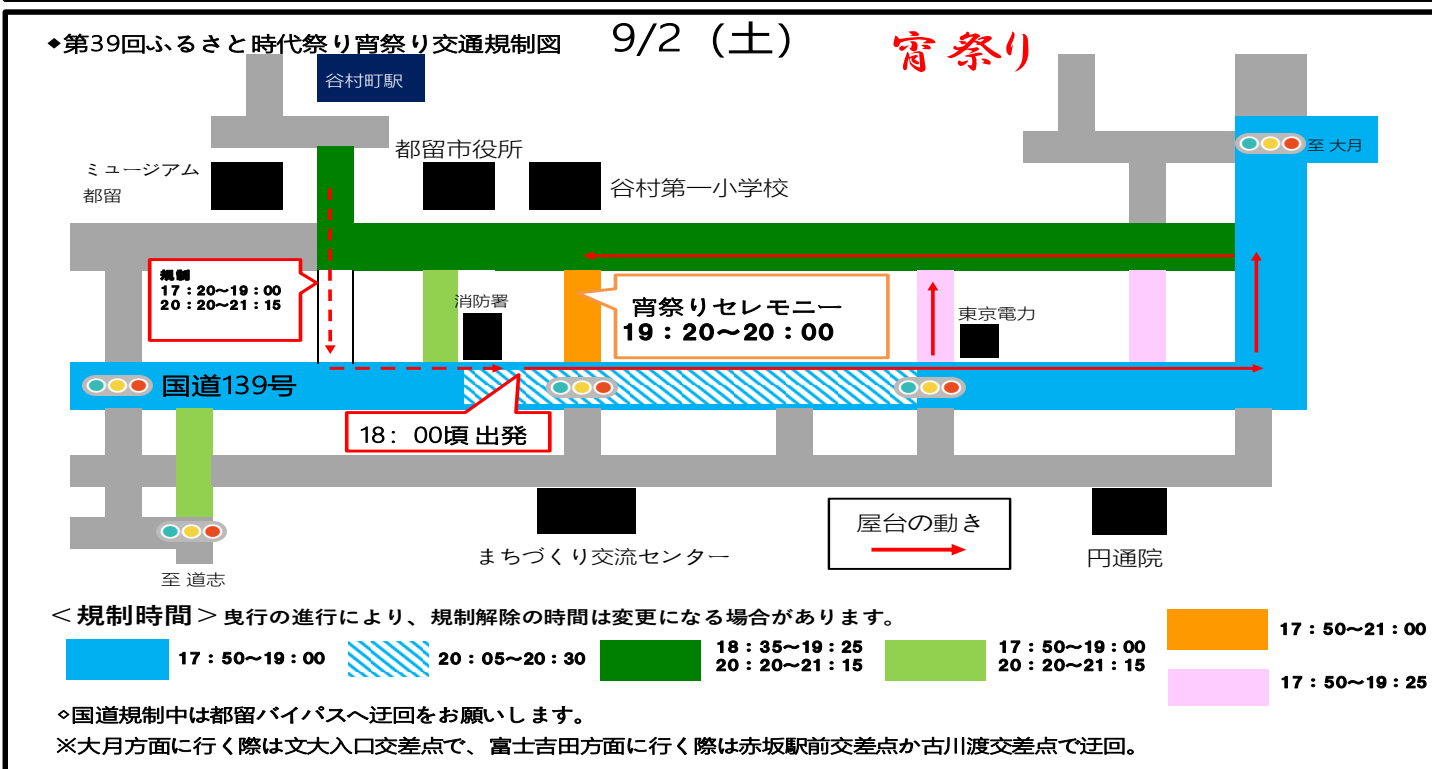 ◆第39回ふるさと時代祭り宵祭り交通規制図
9/2 (土)
宵祭り
谷村町駅
都留市役所
至 大月
ミュージアム
都留
谷村第一小学校
規制
17：20～19：00
20：20～21：15
消防署
宵祭りセレモニー
19：20～20：00
東京電力
国道139号
18： 00頃 出発
屋台の動き
まちづくり交流センター
円通院
至 道志
＜規制時間＞曳行の進行により、規制解除の時間は変更になる場合があります。
17：50～19：00
20：05～20：30
18：35～19：25
20：20～21：15
17：50～19：00
20：20～21：15
17：50～21：00
17：50～19：25
◇国道規制中は都留バイパスへ迂回をお願いします。
※大月方面に行く際は文大入口交差点で、富士吉田方面に行く際は赤坂駅前交差点か古川渡交差点で迂回。